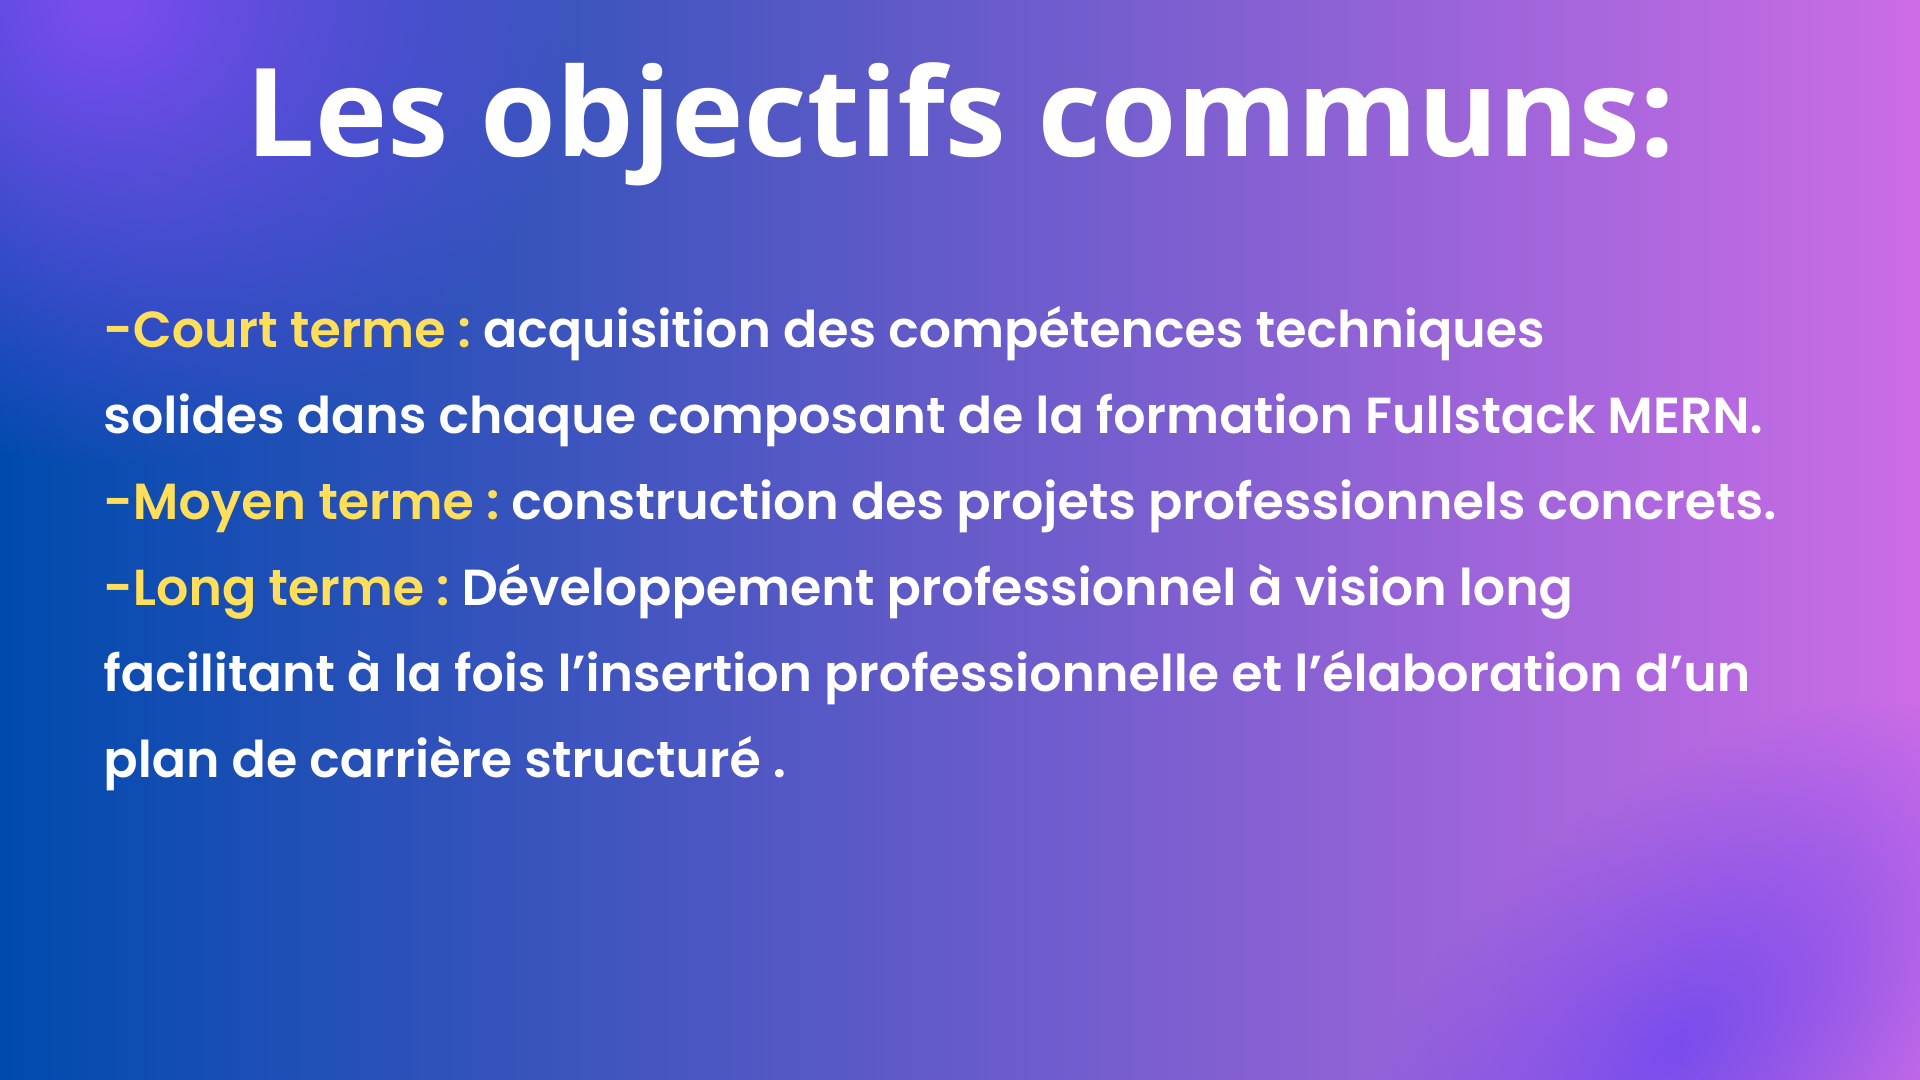 Les objectifs communs:
-Court terme : acquisition des compétences techniques
solides dans chaque composant de la formation Fullstack MERN.
-Moyen terme : construction des projets professionnels concrets.
-Long terme : Développement professionnel à vision long
facilitant à la fois l’insertion professionnelle et l’élaboration d’un
plan de carrière structuré .